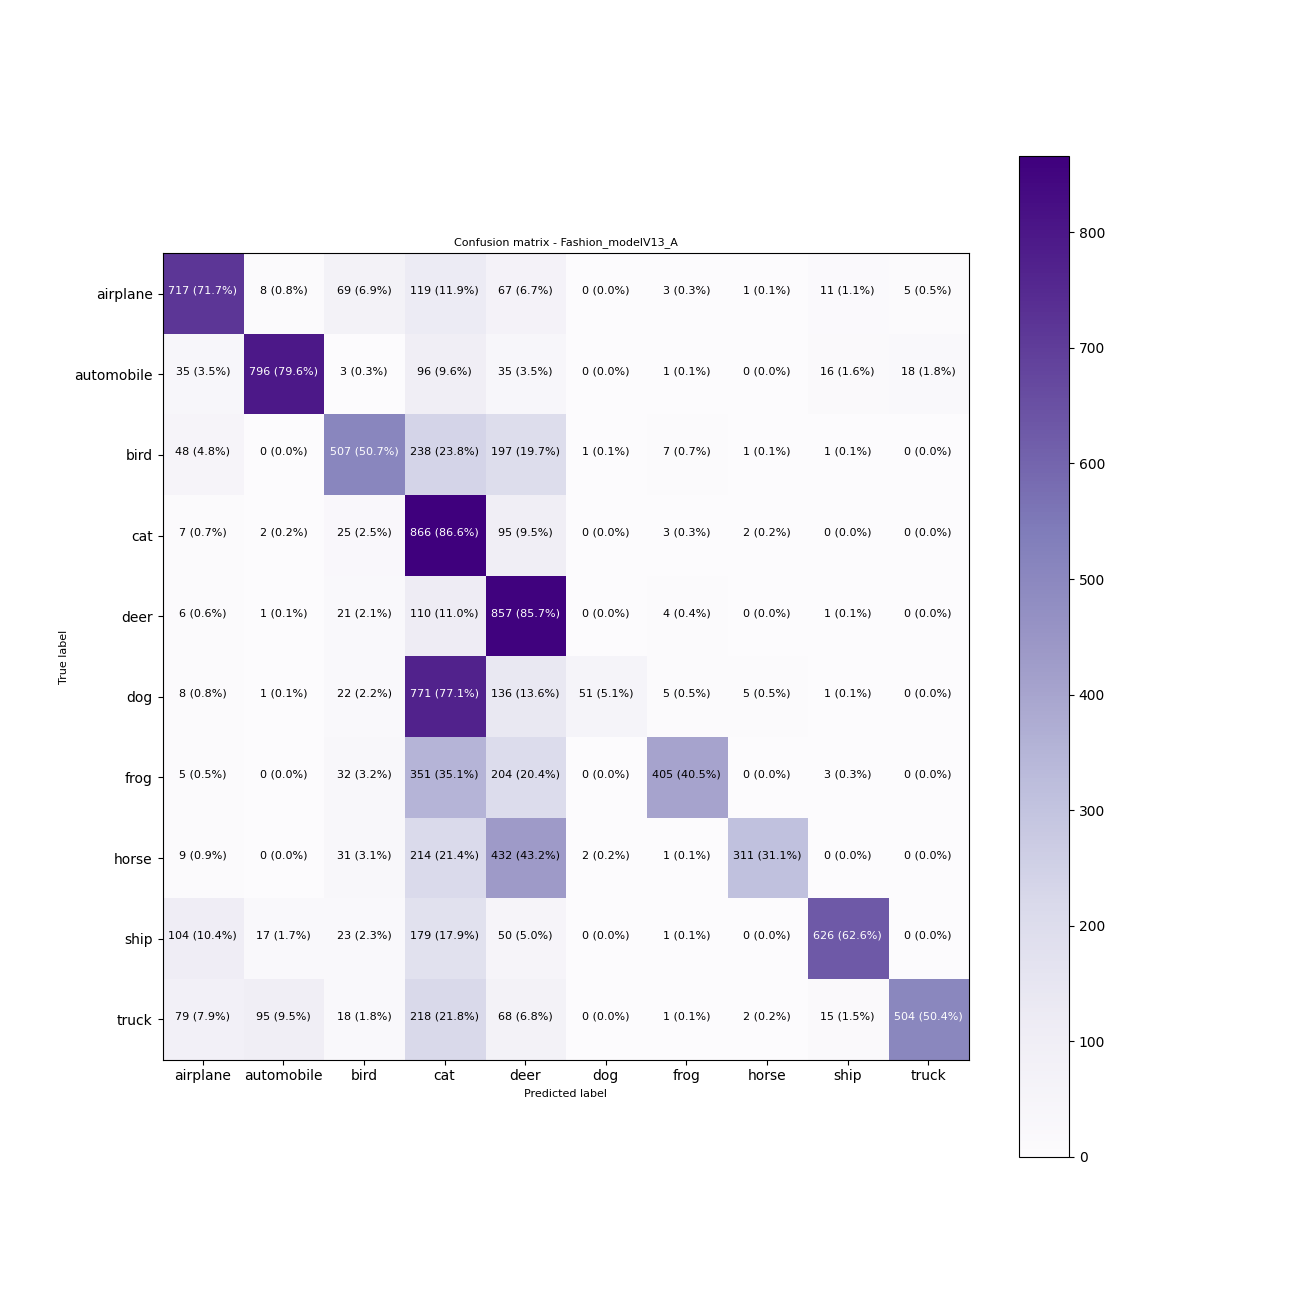 Confusion matrix - Fashion_modelV13_A
airplane 717 (71.7%) 8 (0.8%) 69 (6.9%) 119 (11.9%) 67 (6.7%) 0 (0.0%) 3 (0.3%) 1 (0.1%) 11 (1.1%) 5 (0.5%)
automobile 35 (3.5%) 796 (79.6%) 3 (0.3%) 96 (9.6%) 35 (3.5%) 0 (0.0%) 1 (0.1%) 0 (0.0%) 16 (1.6%) 18 (1.8%)
bird 48 (4.8%) 0 (0.0%) 507 (50.7%) 238 (23.8%) 197 (19.7%) 1 (0.1%) 7 (0.7%) 1 (0.1%) 1 (0.1%) 0 (0.0%)
cat 7 (0.7%) 2 (0.2%) 25 (2.5%) 866 (86.6%) 95 (9.5%) 0 (0.0%) 3 (0.3%) 2 (0.2%) 0 (0.0%) 0 (0.0%)
deer 6 (0.6%) 1 (0.1%) 21 (2.1%) 110 (11.0%) 857 (85.7%) 0 (0.0%) 4 (0.4%) 0 (0.0%) 1 (0.1%) 0 (0.0%)
dog 8 (0.8%) 1 (0.1%) 22 (2.2%) 771 (77.1%) 136 (13.6%) 51 (5.1%) 5 (0.5%) 5 (0.5%) 1 (0.1%) 0 (0.0%)
frog 5 (0.5%) 0 (0.0%) 32 (3.2%) 351 (35.1%) 204 (20.4%) 0 (0.0%) 405 (40.5%) 0 (0.0%) 3 (0.3%) 0 (0.0%)
horse 9 (0.9%) 0 (0.0%) 31 (3.1%) 214 (21.4%) 432 (43.2%) 2 (0.2%) 1 (0.1%) 311 (31.1%) 0 (0.0%) 0 (0.0%)
ship 104 (10.4%) 17 (1.7%) 23 (2.3%) 179 (17.9%) 50 (5.0%) 0 (0.0%) 1 (0.1%) 0 (0.0%) 626 (62.6%) 0 (0.0%)
truck 79 (7.9%) 95 (9.5%) 18 (1.8%) 218 (21.8%) 68 (6.8%) 0 (0.0%) 1 (0.1%) 2 (0.2%) 15 (1.5%) 504 (50.4%)
airplane automobile bird cat deer dog frog horse ship truck
Predicted label
True label
800
700
600
500
400
300
200
100
0